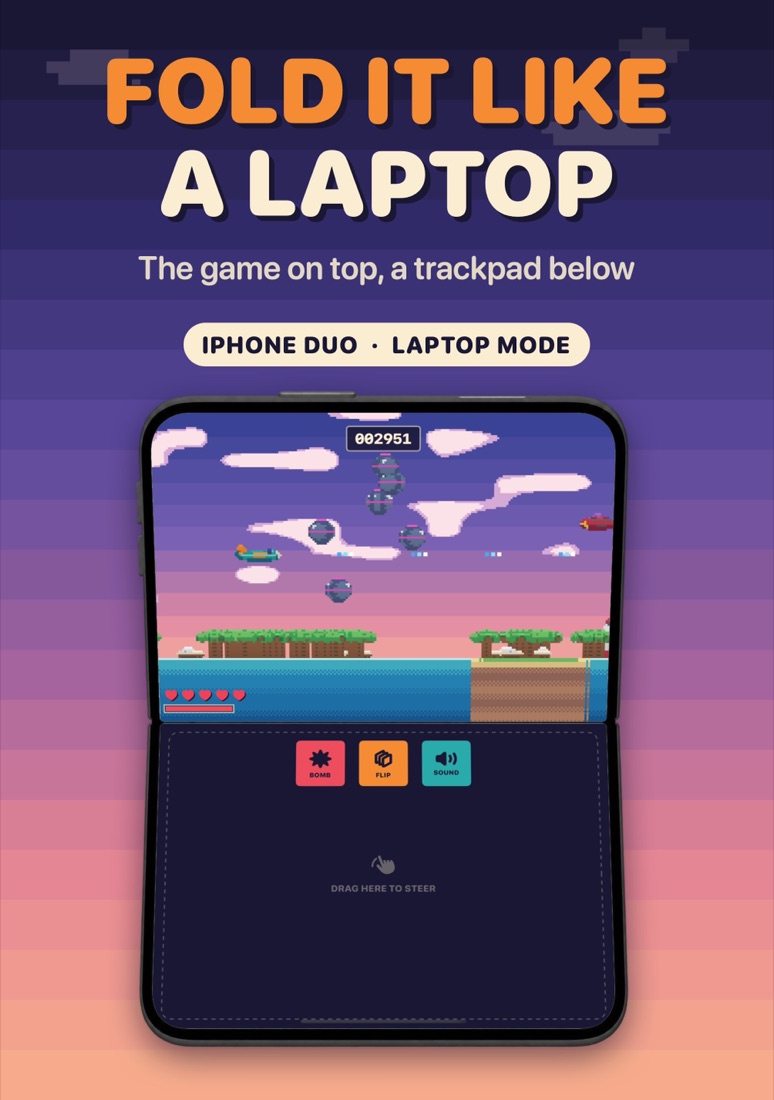 FOLD IT LIKE
A LAPTOP
The game on top, a trackpad below
IPHONE DUO · LAPTOP MODE
002951
BOMB
FLIP
SOUND
DRAG HERE TO STEER